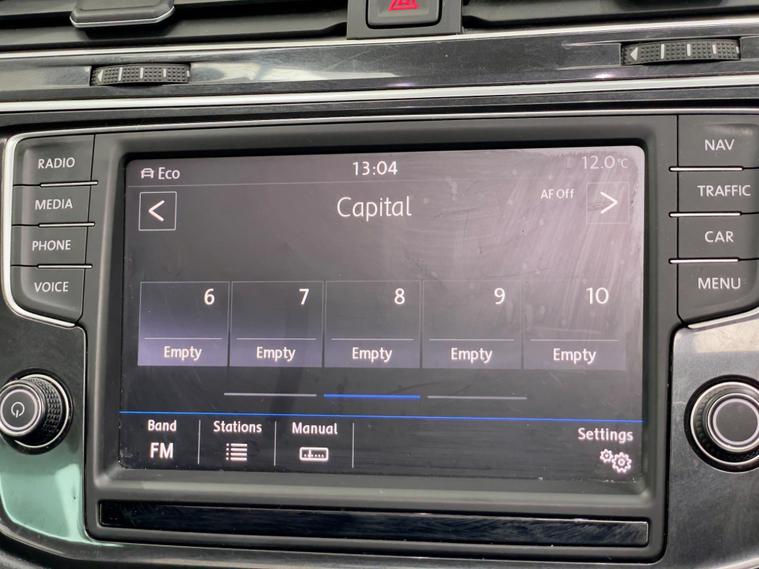 RADIO
MEDIA
PHONE
VOICE
Eco 13:04 12.0°C
Capital AF Off
6 7 8 9 10
Empty Empty Empty Empty Empty
Band Stations Manual Settings
FM
NAV
TRAFFIC
CAR
MENU